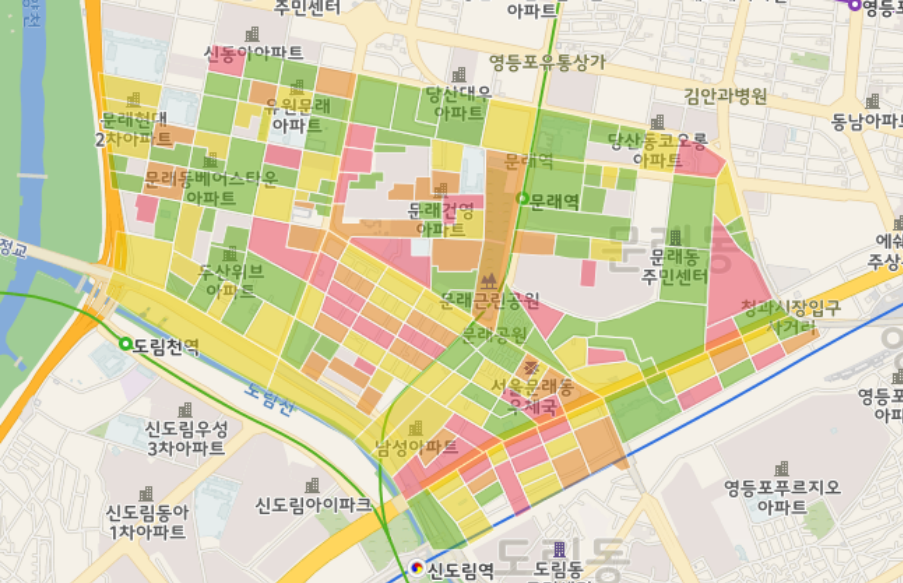 주민센터
아파트
신동아아파트
영등포유통상가
김안과병원
당산대우
아파트
유원문래
아파트
동남아파트
문래현대
2차아파트
당산동코오롱
아파트
문래역
문래역
문래동베어스타운
아파트
문래건영
아파트
문래동
정교
두산위브
아파트
문래동
주민센터
문래근린공원
문래공원
청과시장입구
사거리
도림천역
도림천
서울문래동
우체국
신도림우성
3차아파트
남성아파트
신도림아이파크
신도림동아
1차아파트
영등포푸르지오
아파트
도림동
신도림역
도림동